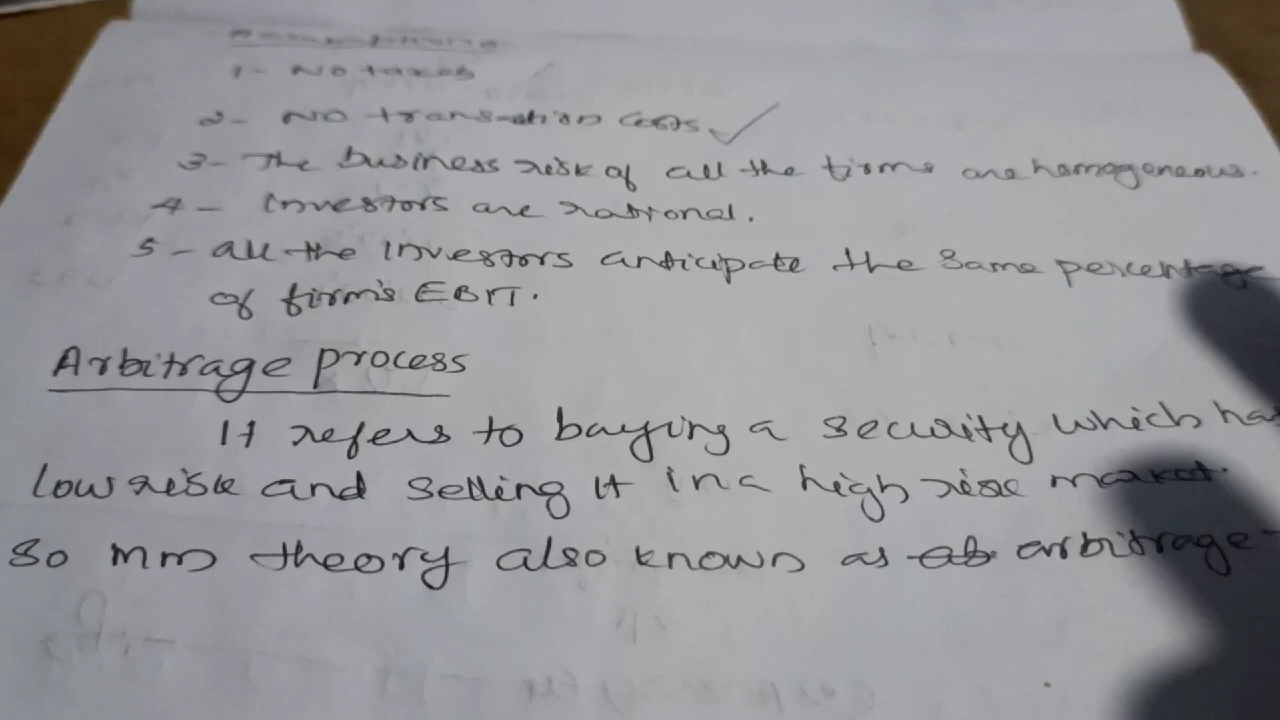 Assumptions
1- No taxes
2- No transaction costs
3- The business risk of all the firms are homogeneous.
4- Investors are rational.
5- all the investors anticipate the same percentage
of firm's EBIT.
Arbitrage process
It refers to buying a security which has
low risk and selling it in a high risk market.
So mm theory also known as arbitrage